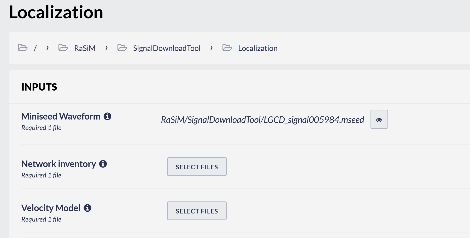 Localization
/ › RaSiM › SignalDownloadTool › Localization
INPUTS
Miniseed Waveform
Required 1 file
RaSiM/SignalDownloadTool/LGCD_signal005984.mseed
Network inventory
Required 1 file
SELECT FILES
Velocity Model
Required 1 file
SELECT FILES